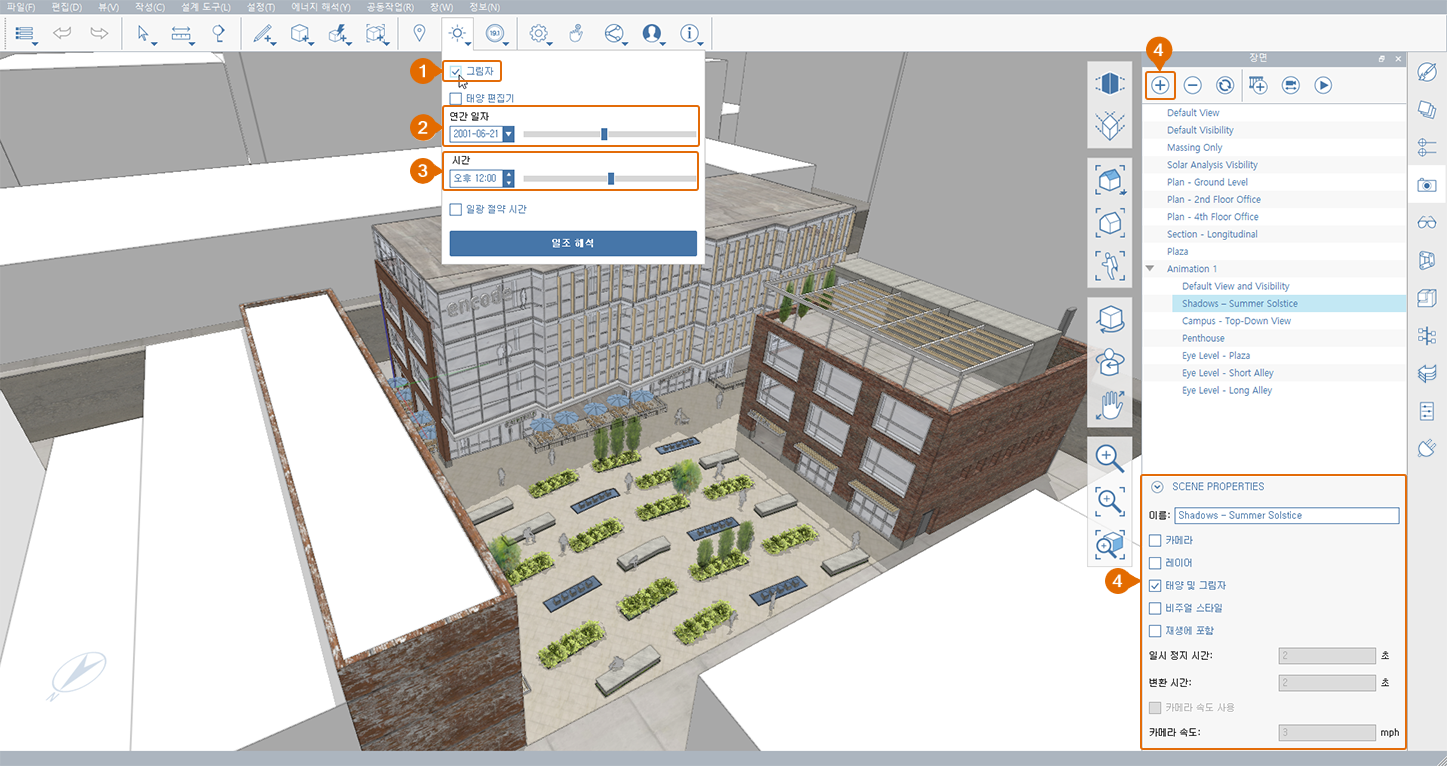 파일(F) 편집(D) 뷰(V) 작성(C) 설계 도구(L) 설정(T) 에너지 해석(Y) 공동작업(R) 창(W) 정보(N)
191
1
그림자
태양 편집기
2
연간 일자
2001-06-21
3
시간
오후 12:00
일광 절약 시간
일조 해석
encode
N
4
장면
Default View
Default Visibility
Massing Only
Solar Analysis Visibility
Plan - Ground Level
Plan - 2nd Floor Office
Plan - 4th Floor Office
Section - Longitudinal
Plaza
Animation 1
Default View and Visibility
Shadows – Summer Solstice
Campus - Top-Down View
Penthouse
Eye Level - Plaza
Eye Level - Short Alley
Eye Level - Long Alley
4
SCENE PROPERTIES
이름: Shadows – Summer Solstice
카메라
레이어
태양 및 그림자
비주얼 스타일
재생에 포함
일시 정지 시간: 2 초
변환 시간: 2 초
카메라 속도 사용
카메라 속도: 3 mph